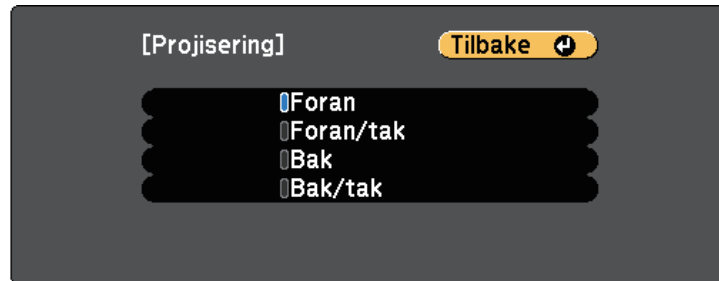 [Projisering] Tilbake
Foran
Foran/tak
Bak
Bak/tak